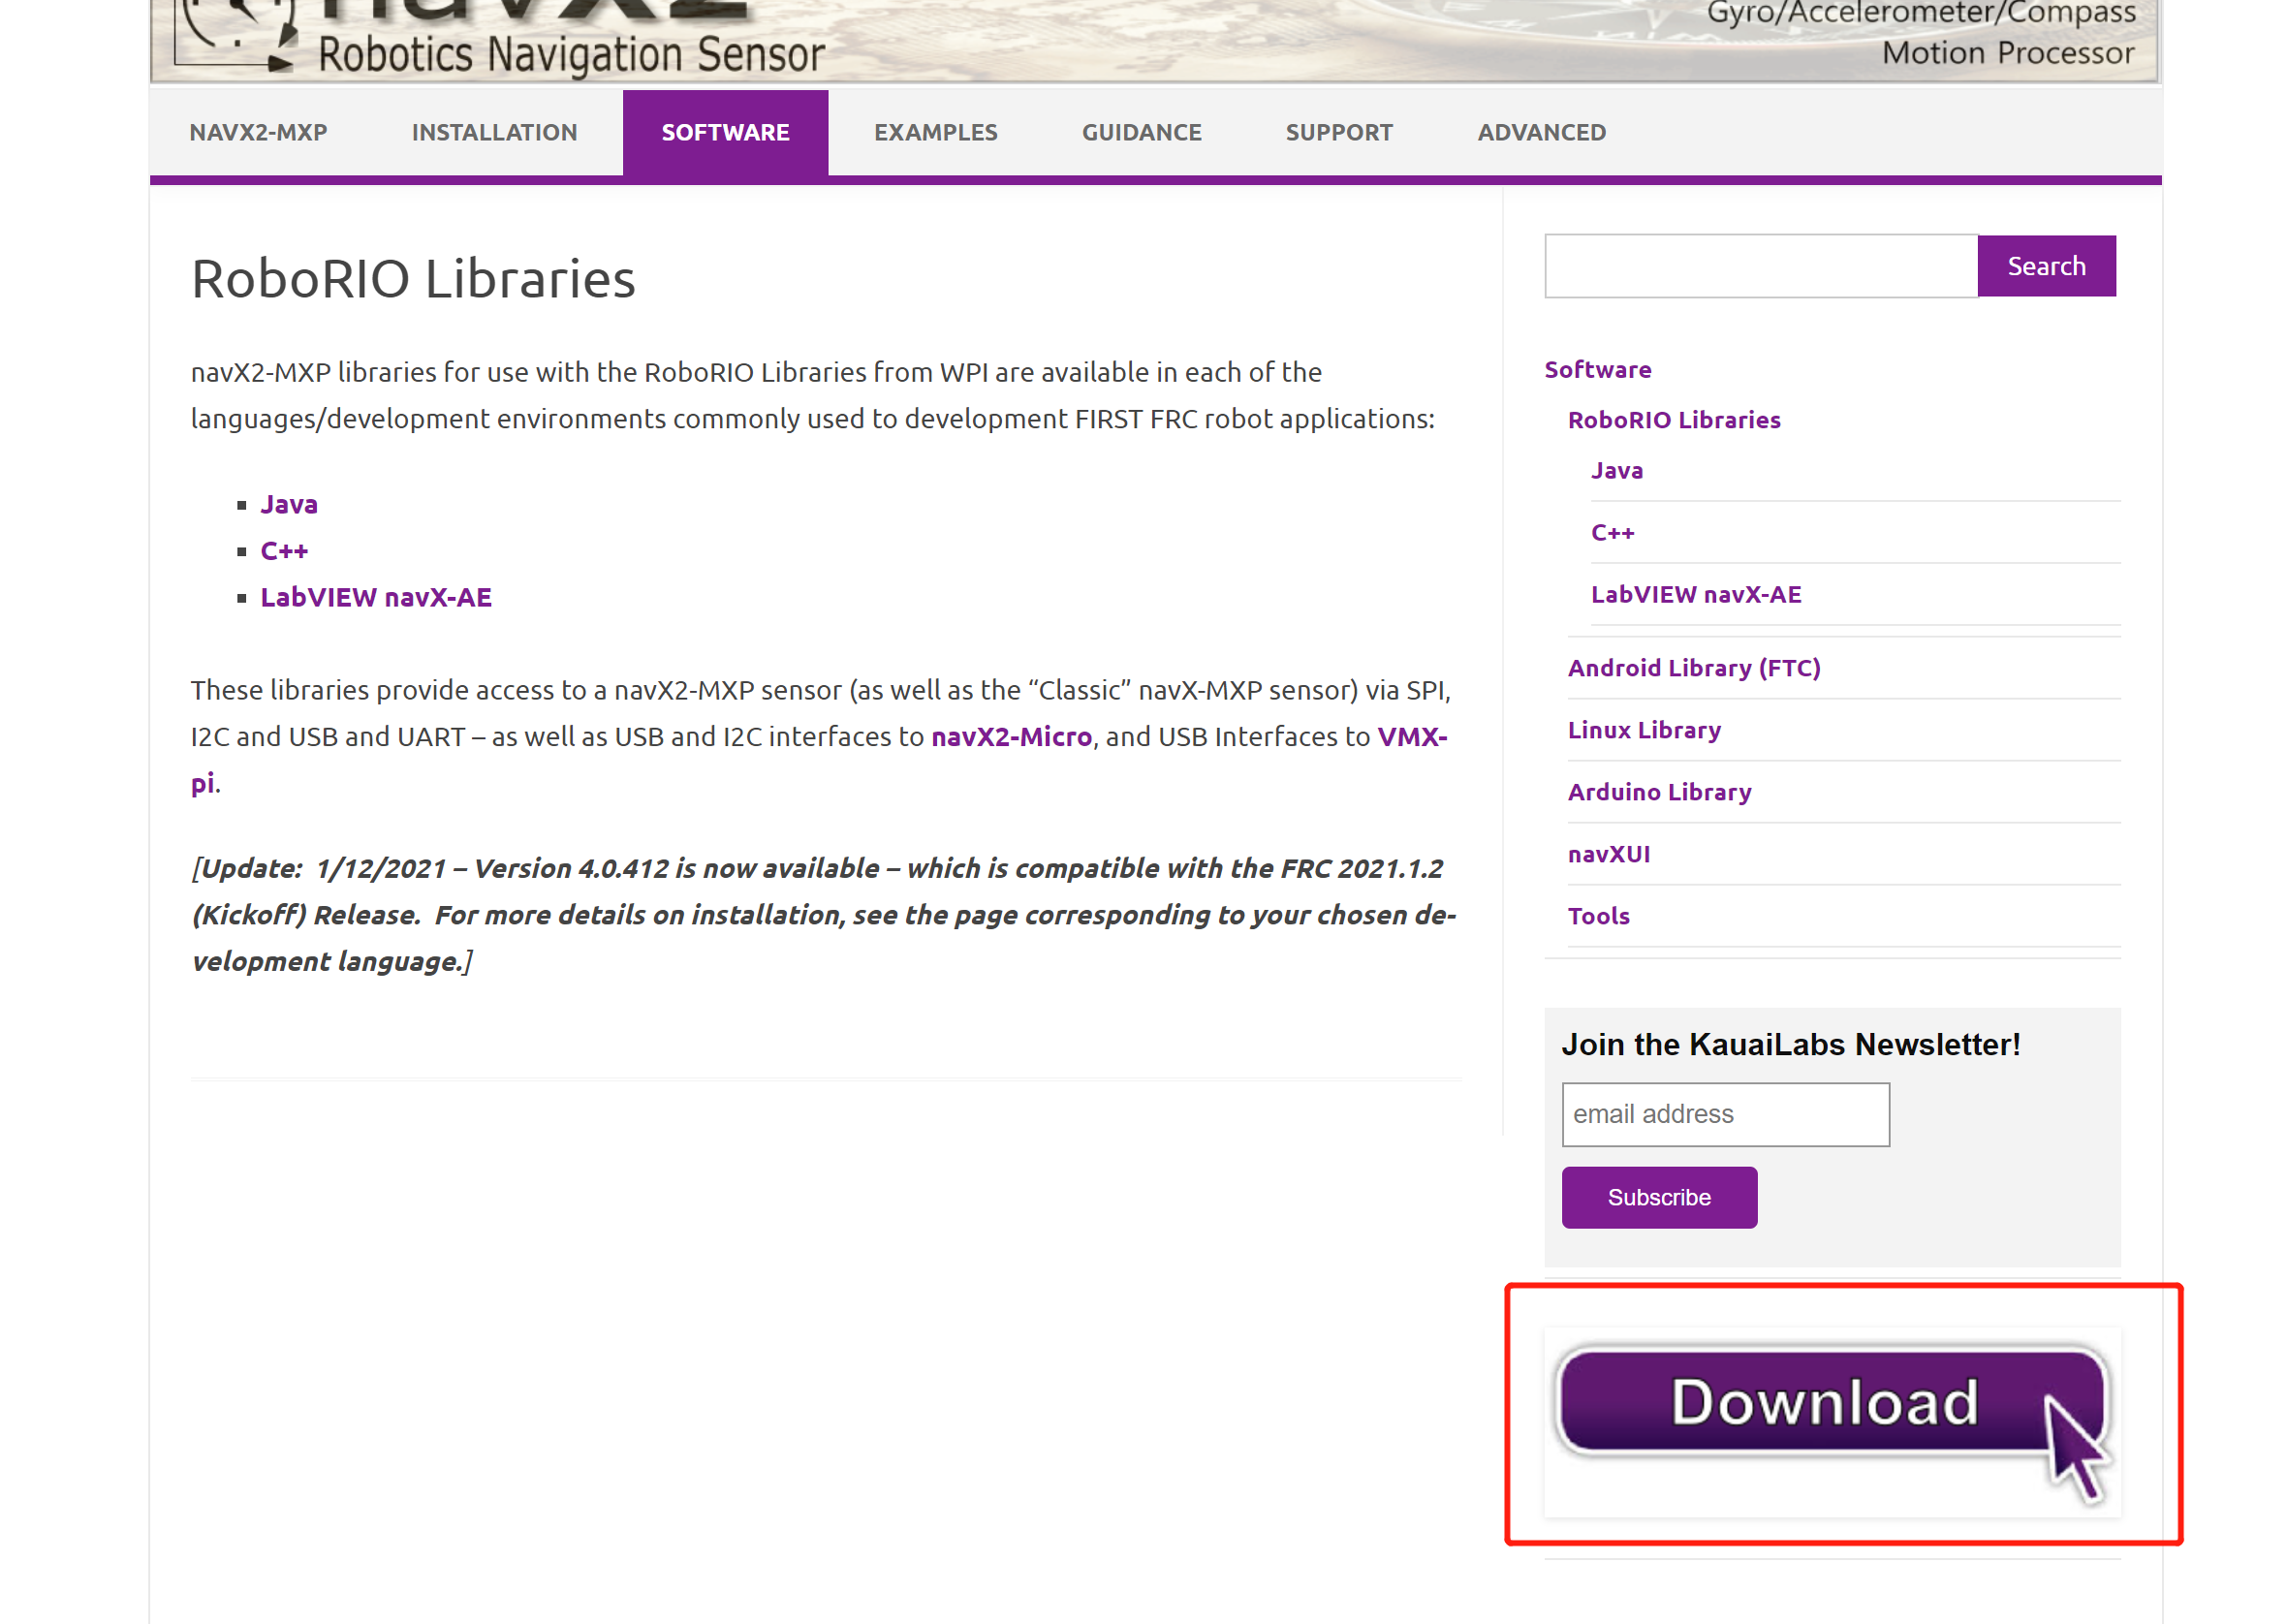 navX2
Robotics Navigation Sensor
Gyro/Accelerometer/Compass
Motion Processor
NAVX2-MXP INSTALLATION SOFTWARE EXAMPLES GUIDANCE SUPPORT ADVANCED
RoboRIO Libraries
navX2-MXP libraries for use with the RoboRIO Libraries from WPI are available in each of the
languages/development environments commonly used to development FIRST FRC robot applications:
Java
C++
LabVIEW navX-AE
These libraries provide access to a navX2-MXP sensor (as well as the “Classic” navX-MXP sensor) via SPI,
I2C and USB and UART – as well as USB and I2C interfaces to navX2-Micro, and USB Interfaces to VMX-
pi.
[Update: 1/12/2021 – Version 4.0.412 is now available – which is compatible with the FRC 2021.1.2
(Kickoff) Release. For more details on installation, see the page corresponding to your chosen de-
velopment language.]
Search
Software
RoboRIO Libraries
Java
C++
LabVIEW navX-AE
Android Library (FTC)
Linux Library
Arduino Library
navXUI
Tools
Join the KauaiLabs Newsletter!
email address
Subscribe
Download